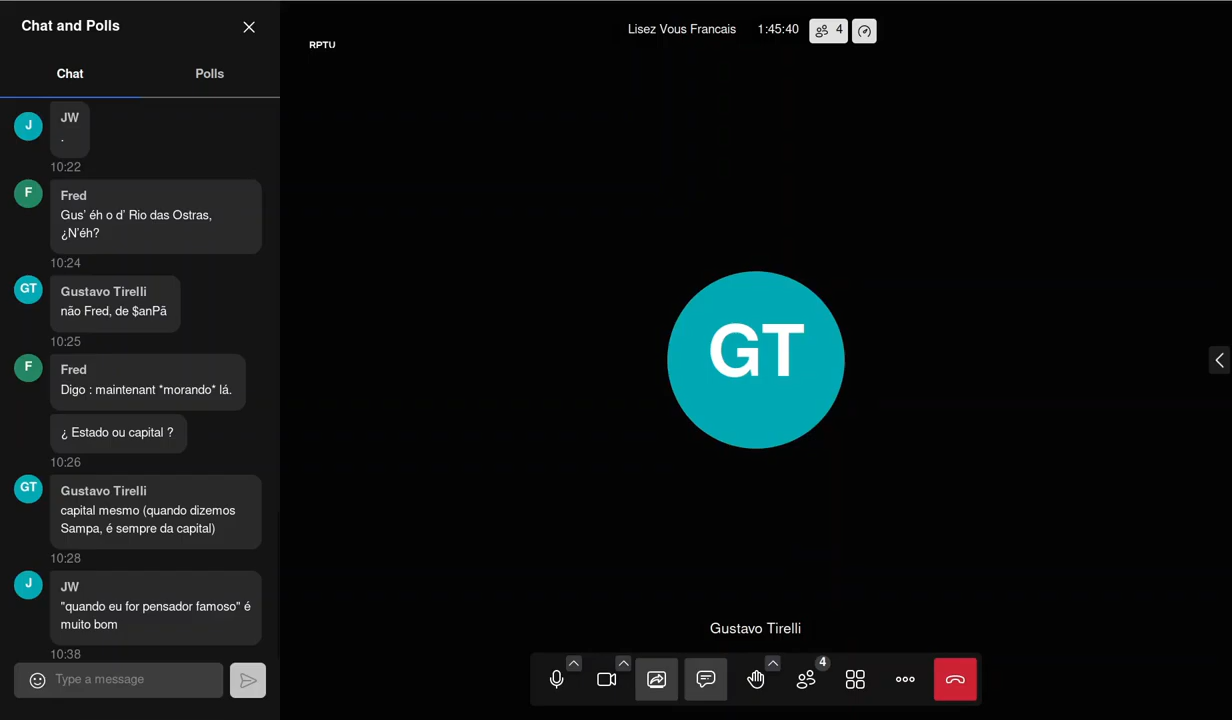 Chat and Polls
Chat
Polls
J
JW
.
10:22
F
Fred
Gus' éh o d' Rio das Ostras,
¿N'éh?
10:24
GT
Gustavo Tirelli
não Fred, de $anPã
10:25
F
Fred
Digo : maintenant *morando* lá.
¿ Estado ou capital ?
10:26
GT
Gustavo Tirelli
capital mesmo (quando dizemos
Sampa, é sempre da capital)
10:28
J
JW
"quando eu for pensador famoso" é
muito bom
10:38
Type a message
RPTU
Lisez Vous Francais
1:45:40
4
GT
Gustavo Tirelli
4